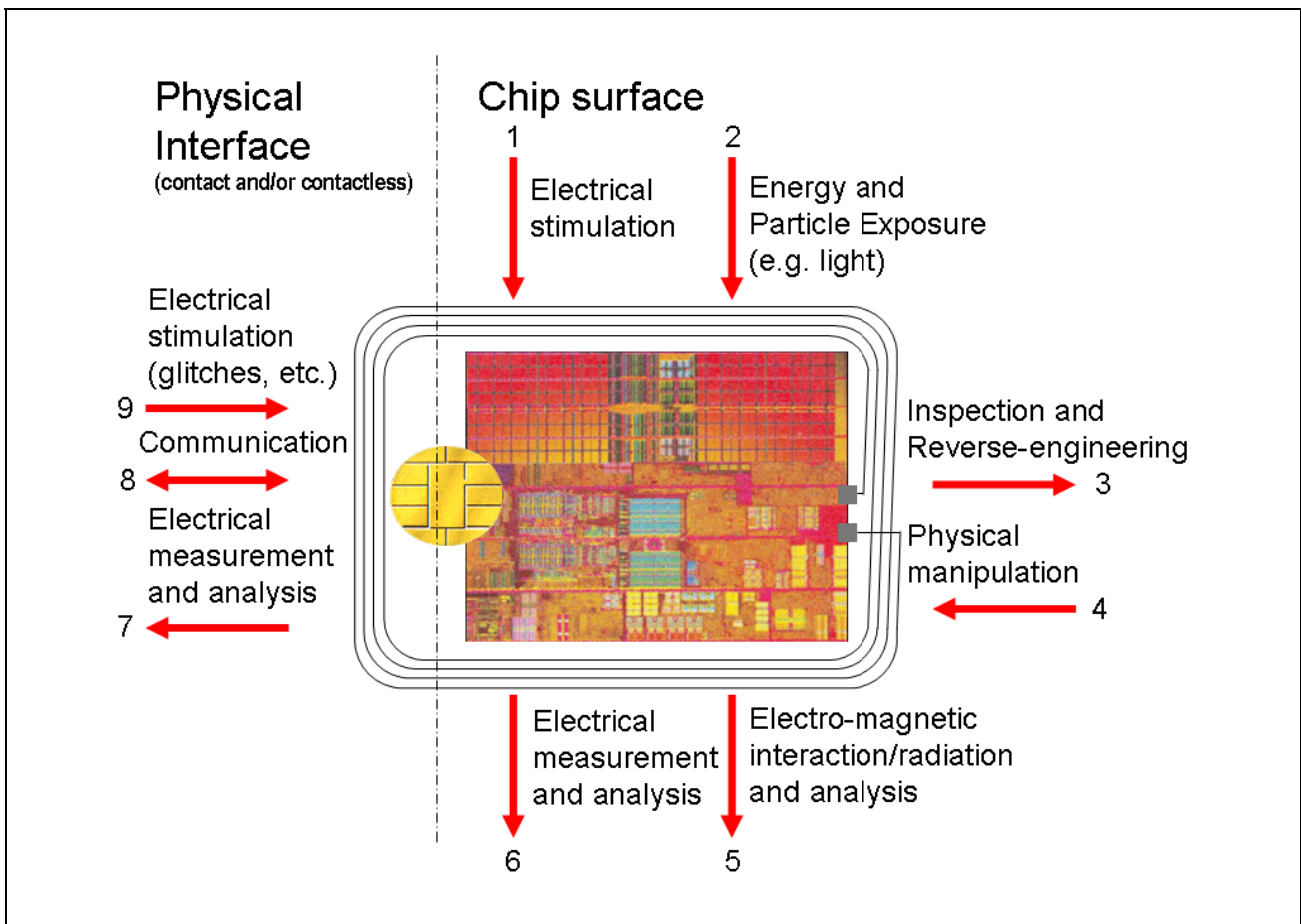 Physical
Interface
(contact and/or contactless)
Chip surface
1
2
Electrical
stimulation
Energy and
Particle Exposure
(e.g. light)
Electrical
stimulation
(glitches, etc.)
9
Communication
8
Electrical
measurement
and analysis
7
Inspection and
Reverse-engineering
3
Physical
manipulation
4
Electrical
measurement
and analysis
6
Electro-magnetic
interaction/radiation
and analysis
5